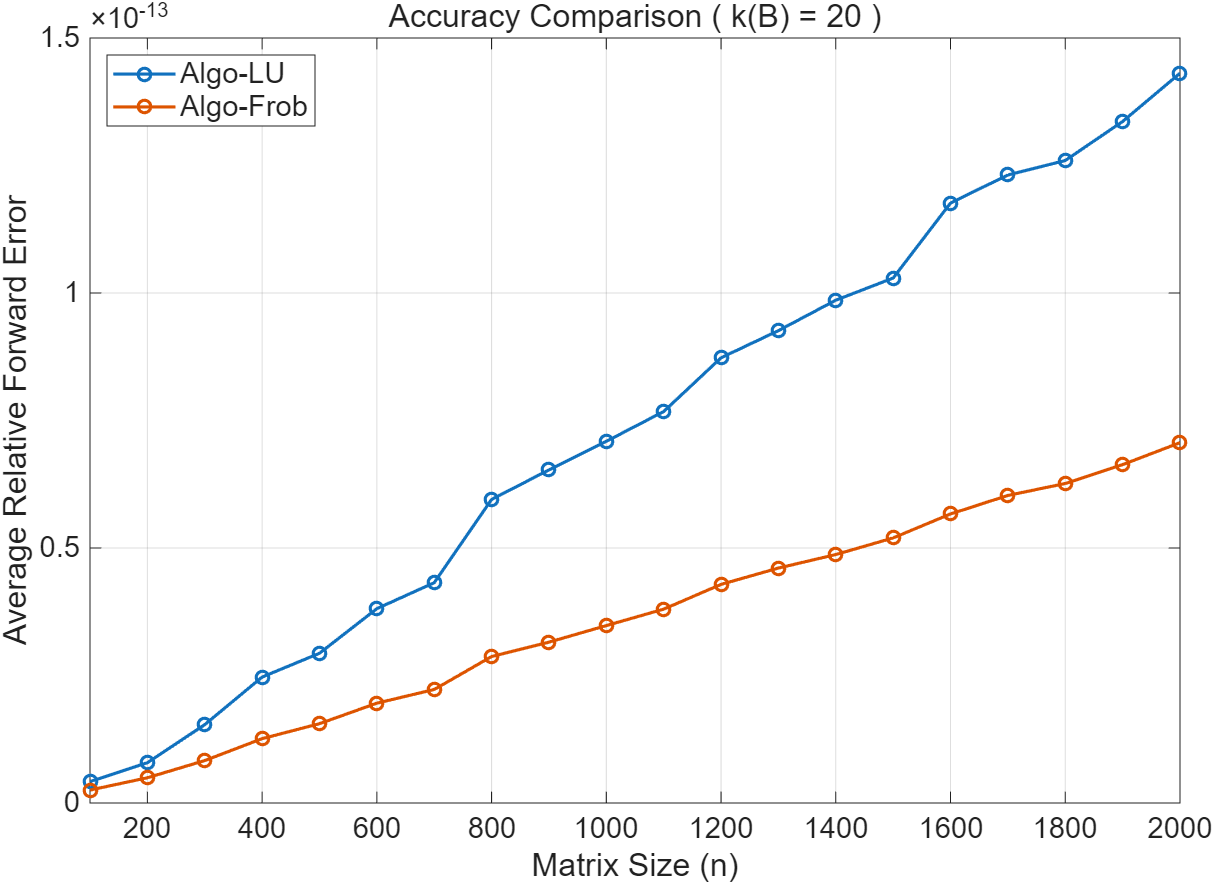 ×10⁻¹³
Accuracy Comparison ( k(B) = 20 )
Algo-LU
Algo-Frob
Average Relative Forward Error
1.5
1
0.5
0
200 400 600 800 1000 1200 1400 1600 1800 2000
Matrix Size (n)